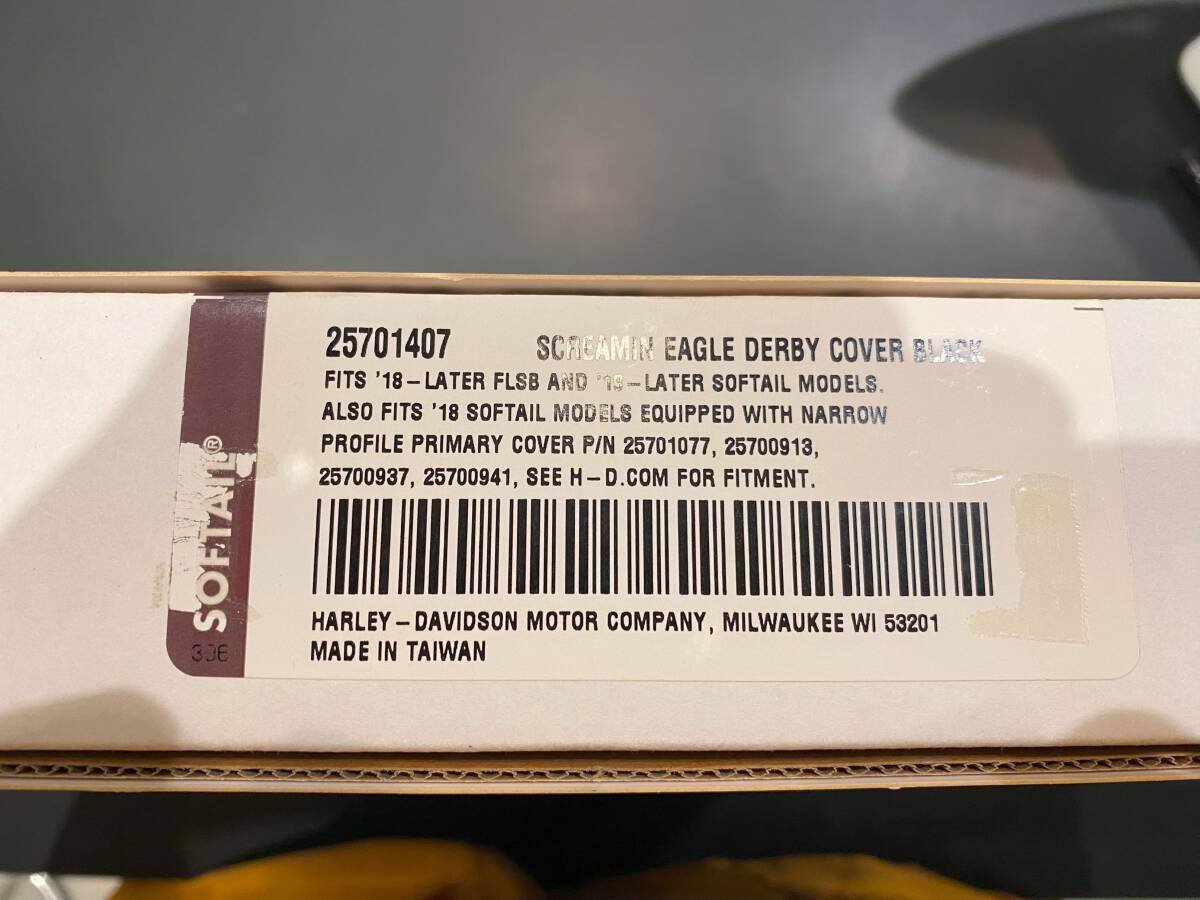 25701407 SCREAMIN EAGLE DERBY COVER BLACK
FITS '18-LATER FLSB AND '19-LATER SOFTAIL MODELS.
ALSO FITS '18 SOFTAIL MODELS EQUIPPED WITH NARROW
PROFILE PRIMARY COVER P/N 25701077, 25700913,
25700937, 25700941, SEE H-D.COM FOR FITMENT.
HARLEY-DAVIDSON MOTOR COMPANY, MILWAUKEE WI 53201
MADE IN TAIWAN
SOFTAIL®